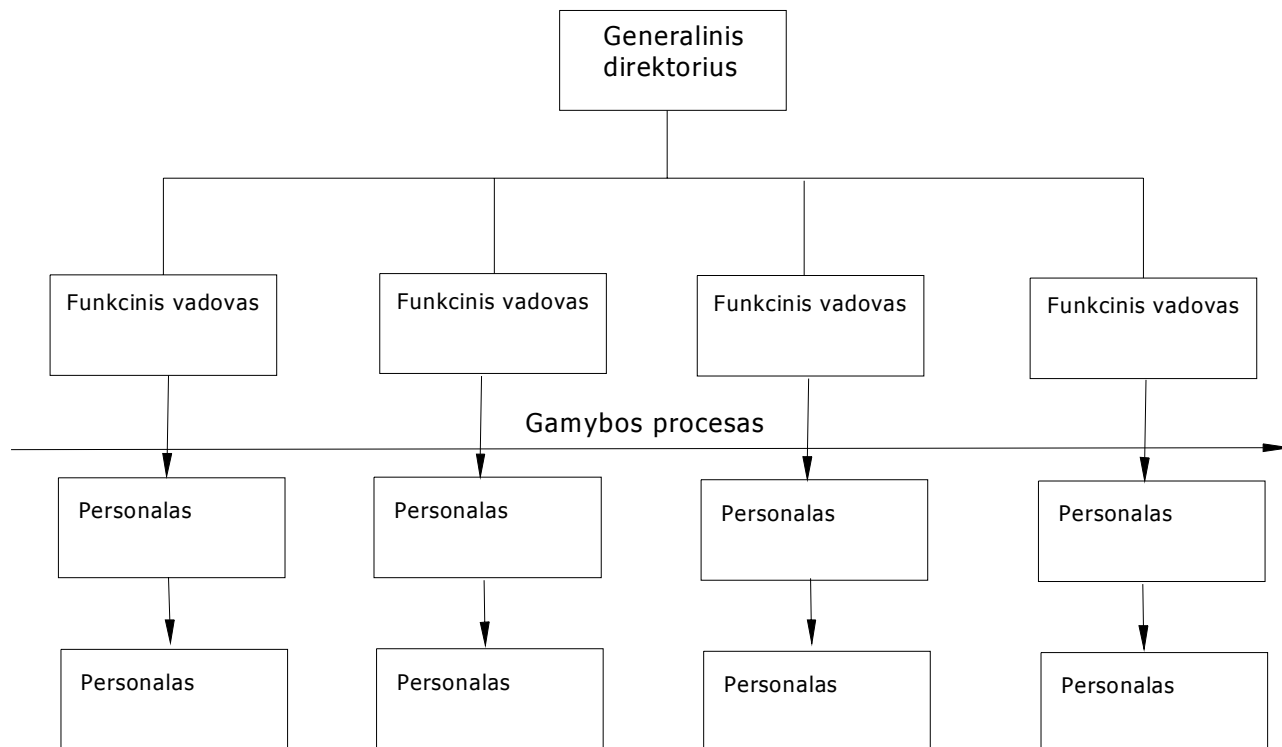 Generalinis
direktorius
Funkcinis vadovas
Funkcinis vadovas
Funkcinis vadovas
Funkcinis vadovas
Gamybos procesas
Personalas
Personalas
Personalas
Personalas
Personalas
Personalas
Personalas
Personalas